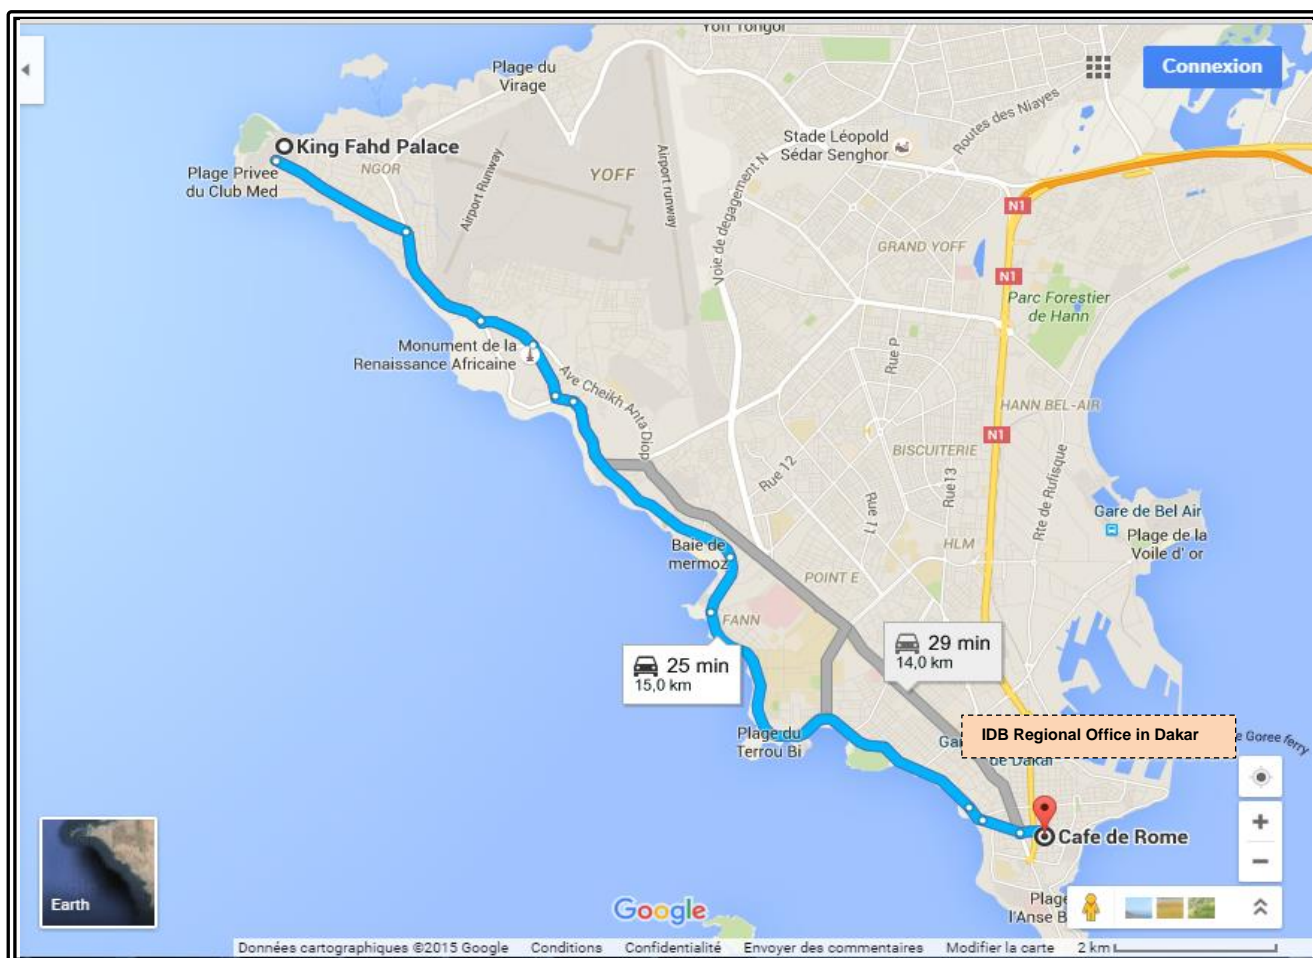 Yoff Tongor
Connexion
Plage du
Virage
Routes des Niayes
Stade Léopold
Sédar Senghor
King Fahd Palace
Plage Privee
du Club Med
NGOR
YOFF
Airport Runway
Airport runway
Voie de degagement N
N1
GRAND YOFF
N1
Parc Forestier
de Hann
Monument de la
Renaissance Africaine
Ave Cheikh Anta Diop
Rue P
HANN BEL-AIR
N1
BISCUITERIE
Rue 12
Rue 11
Rue13
Rte de Rufisque
Gare de Bel Air
Plage de la
Voile d' or
HLM
Baie de
mermoz
POINT E
FANN
29 min
14,0 km
25 min
15,0 km
Plage du
Terrou Bi
IDB Regional Office in Dakar
de Dakar
Goree ferry
Cafe de Rome
Earth
Google
Plage
l'Anse B
Données cartographiques ©2015 Google Conditions Confidentialité Envoyer des commentaires Modifier la carte 2 km